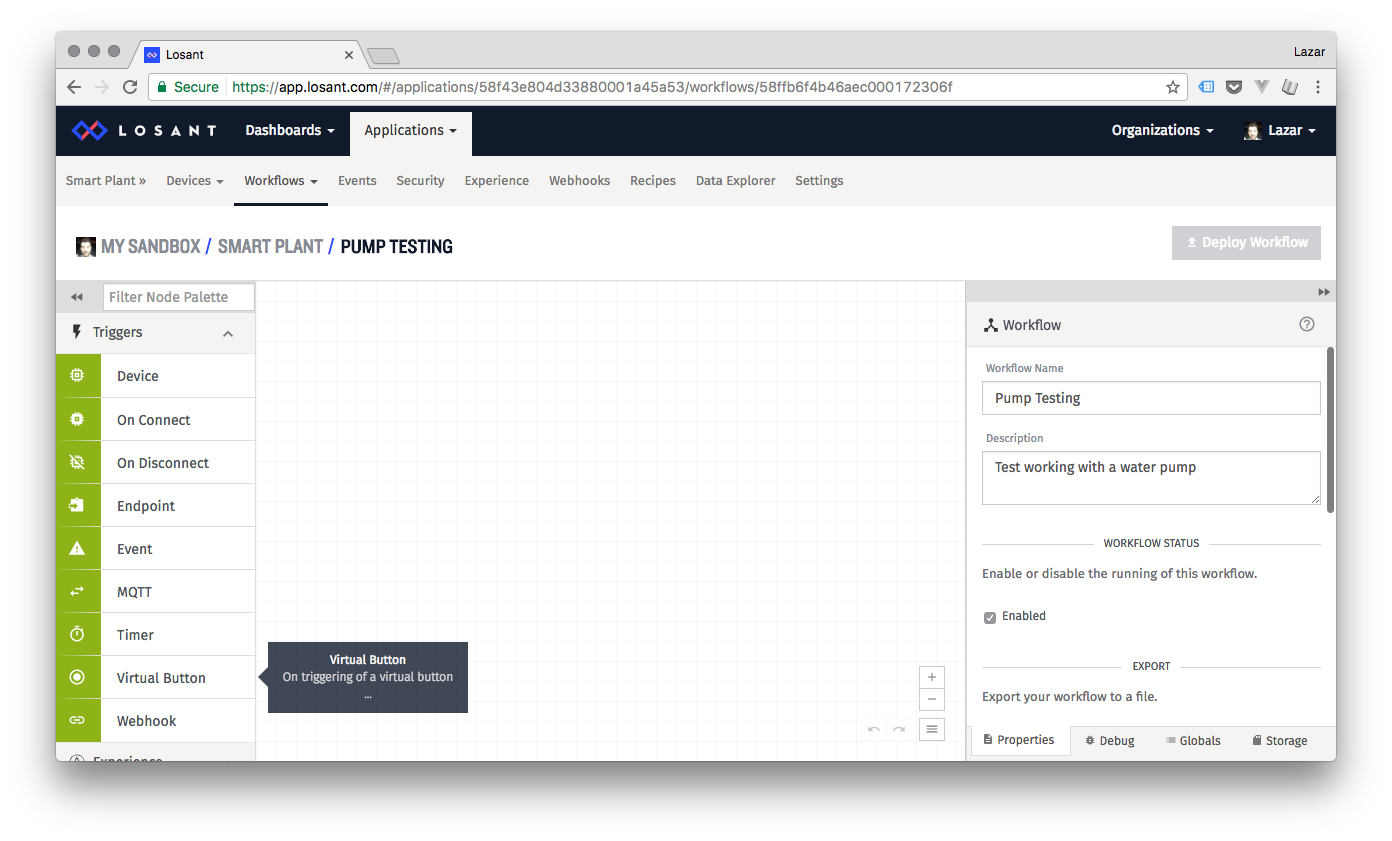 Losant
Lazar
Secure https://app.losant.com/#/applications/58f43e804d33880001a45a53/workflows/58ffb6f4b46aec000172306f
LOSANT Dashboards Applications Organizations Lazar
Smart Plant » Devices Workflows Events Security Experience Webhooks Recipes Data Explorer Settings
MY SANDBOX / SMART PLANT / PUMP TESTING
Deploy Workflow
Filter Node Palette
Triggers
Device
On Connect
On Disconnect
Endpoint
Event
MQTT
Timer
Virtual Button
Webhook
Experience
Virtual Button
On triggering of a virtual button
...
Workflow
Workflow Name
Pump Testing
Description
Test working with a water pump
WORKFLOW STATUS
Enable or disable the running of this workflow.
Enabled
EXPORT
Export your workflow to a file.
Properties Debug Globals Storage